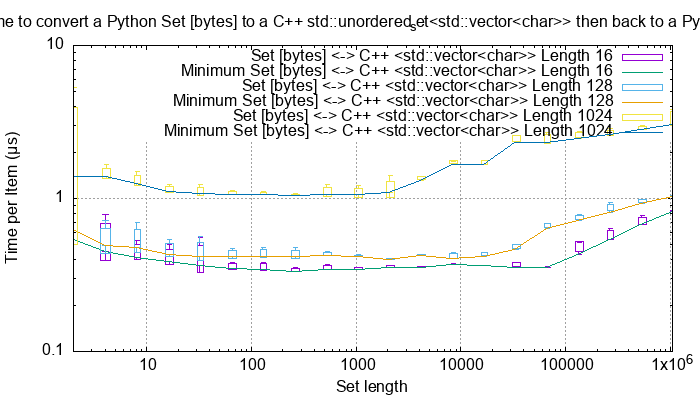 ne to convert a Python Set [bytes] to a C++ std::unordered_set<std::vector<char>> then back to a Py
10
Set [bytes] <-> C++ <std::vector<char>> Length 16
Minimum Set [bytes] <-> C++ <std::vector<char>> Length 16
Set [bytes] <-> C++ <std::vector<char>> Length 128
Minimum Set [bytes] <-> C++ <std::vector<char>> Length 128
Set [bytes] <-> C++ <std::vector<char>> Length 1024
Minimum Set [bytes] <-> C++ <std::vector<char>> Length 1024
Time per Item (µs)
1
0.1
10 100 1000 10000 100000 1x10⁶
Set length